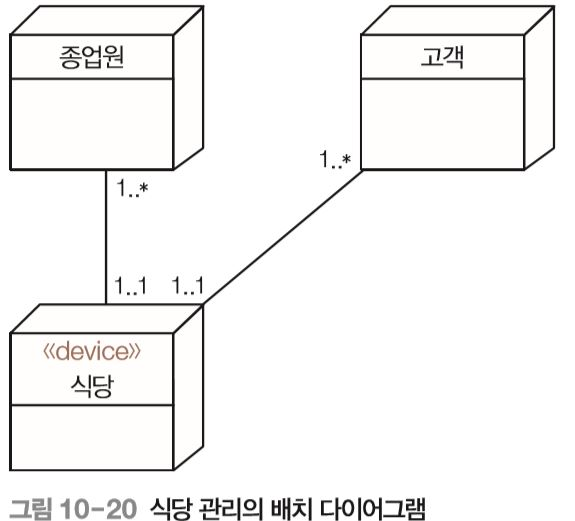 종업원
고객
1..*
1..*
1..1
1..1
《device》
식당
그림 10-20 식당 관리의 배치 다이어그램